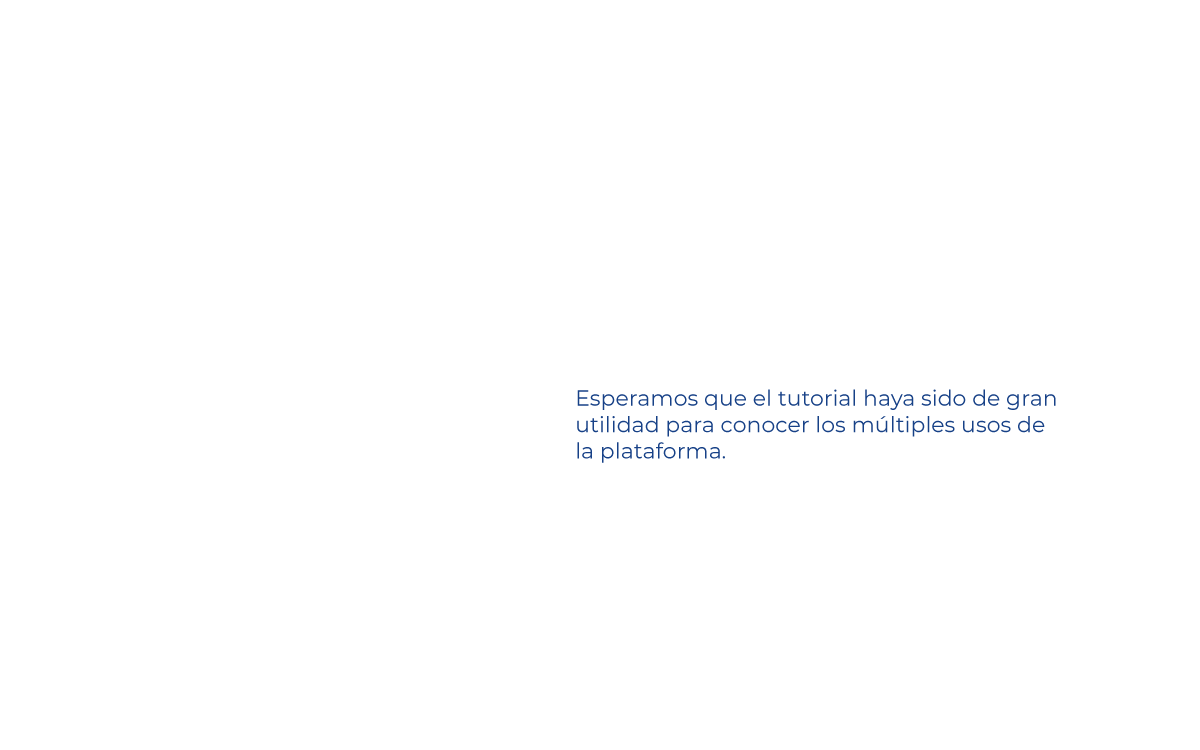 Esperamos que el tutorial haya sido de gran
utilidad para conocer los múltiples usos de
la plataforma.